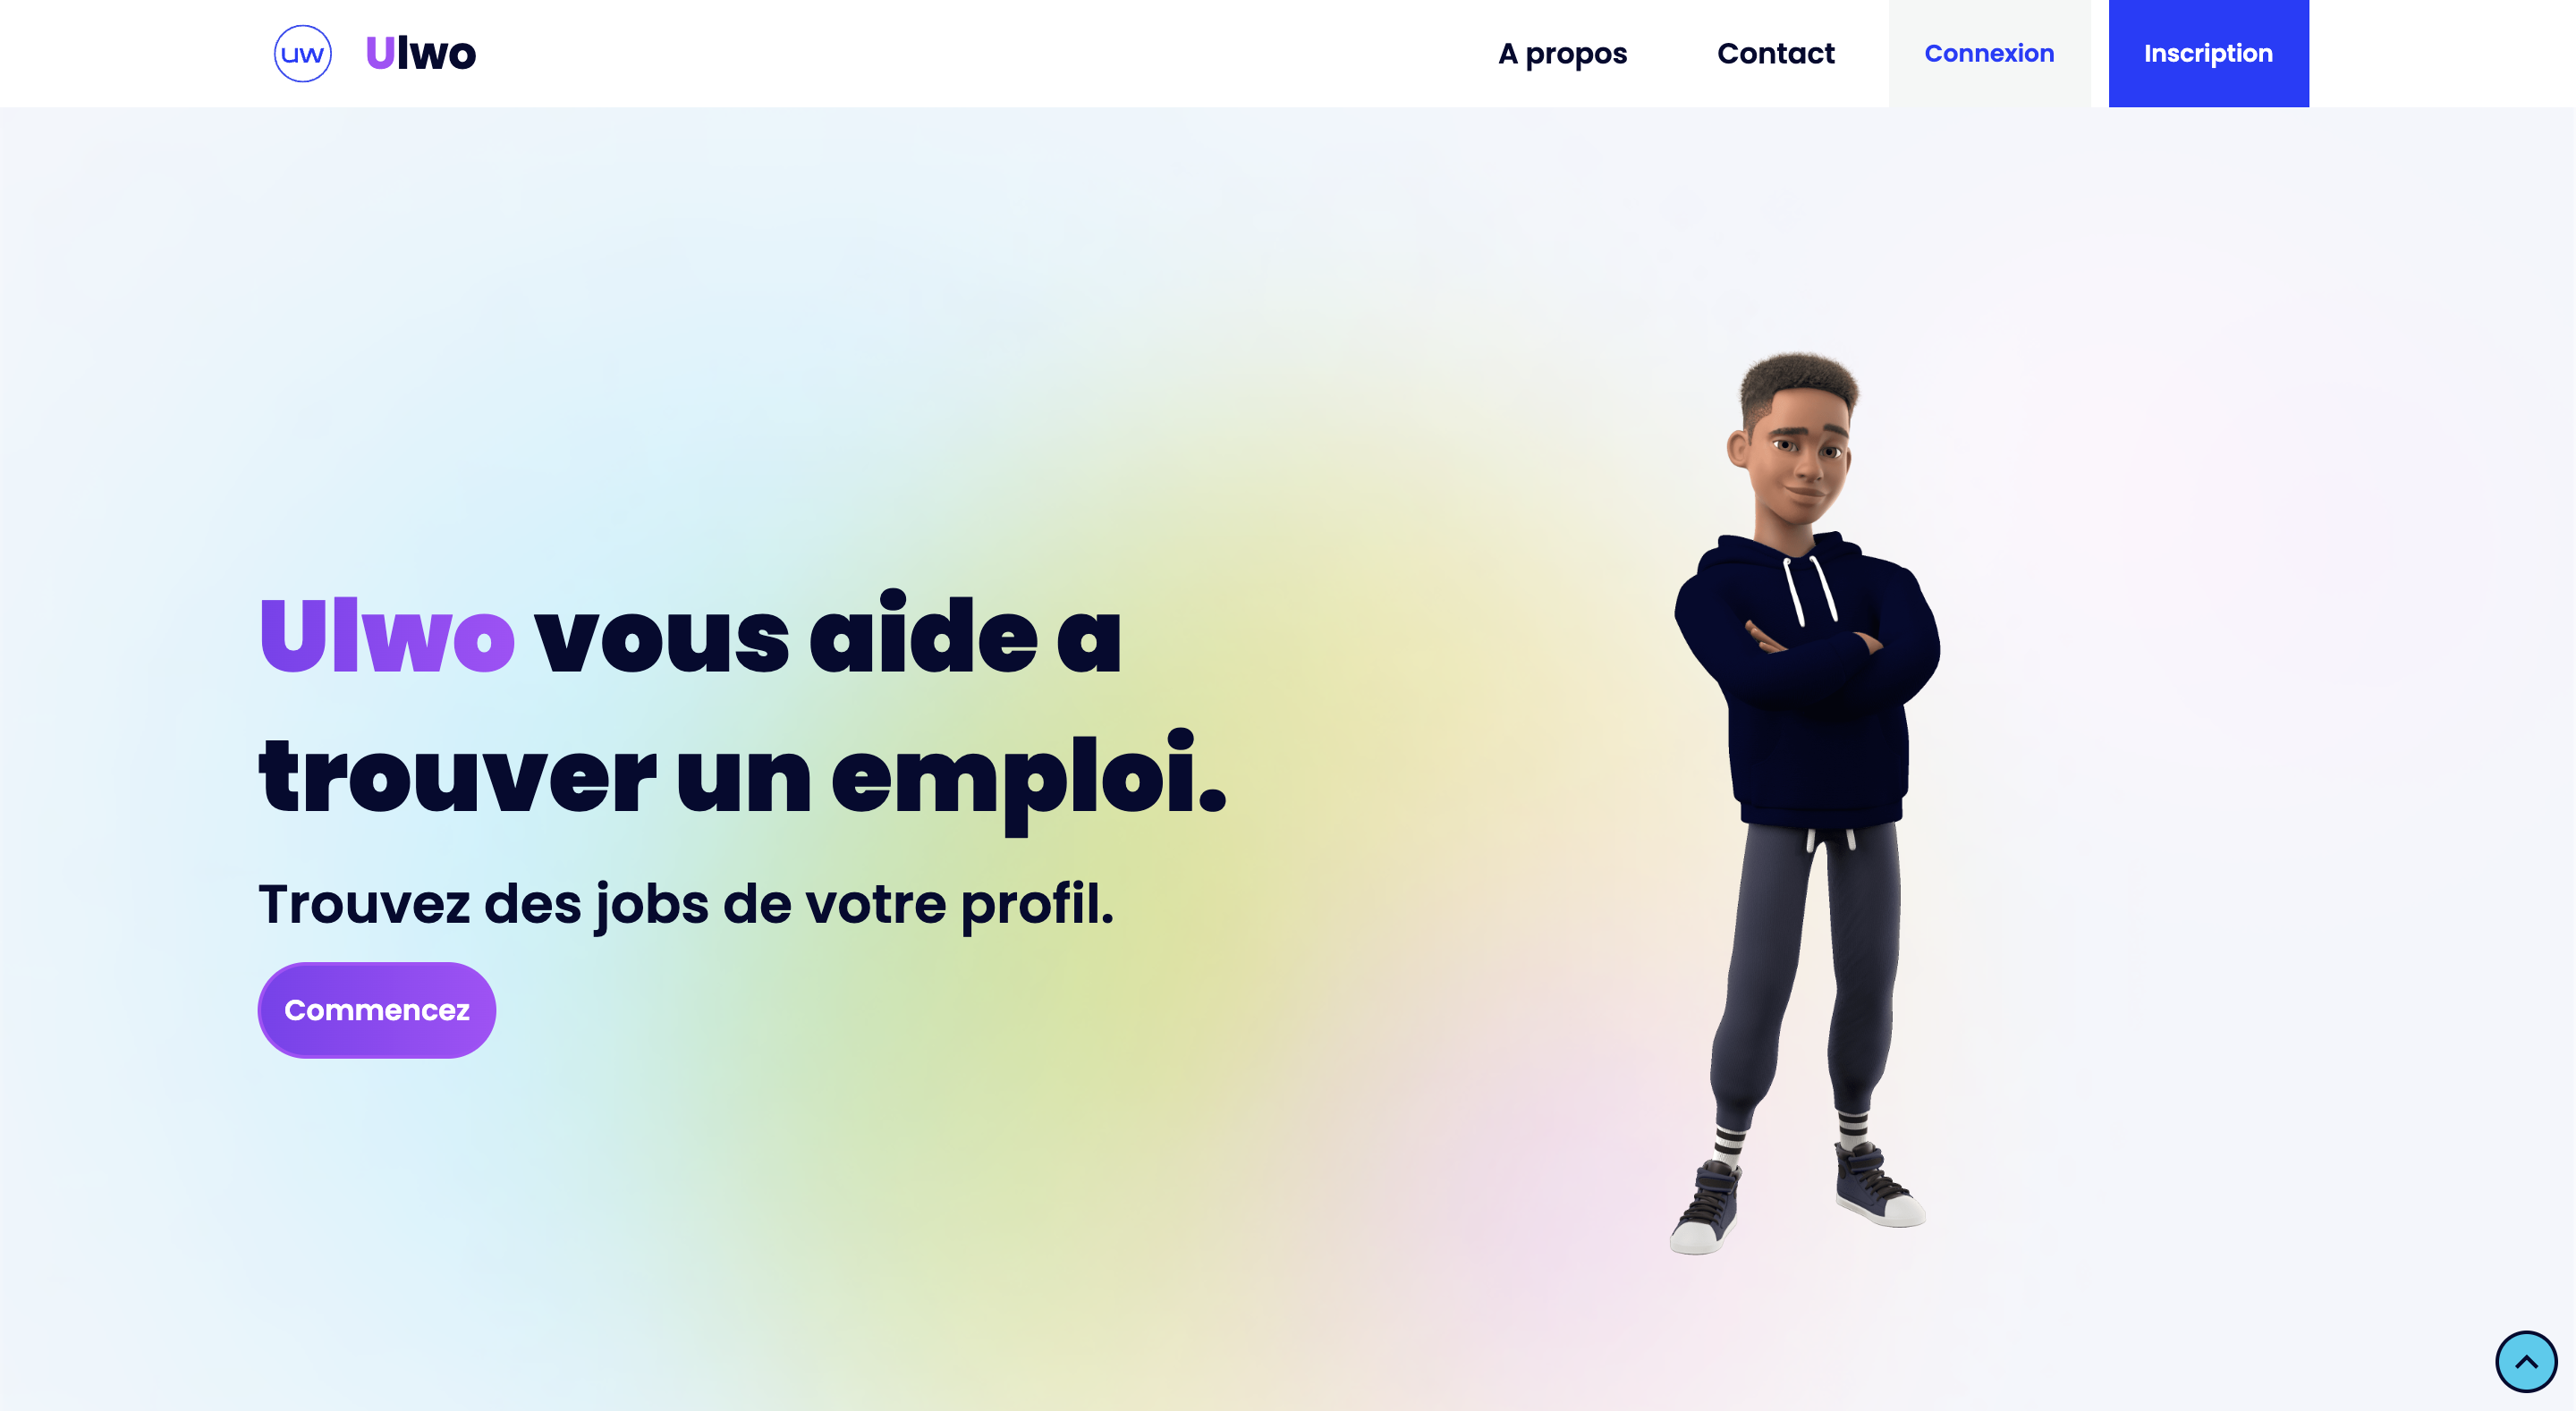 uw
Ulwo
A propos
Contact
Connexion
Inscription
Ulwo vous aide a
trouver un emploi.
Trouvez des jobs de votre profil.
Commencez